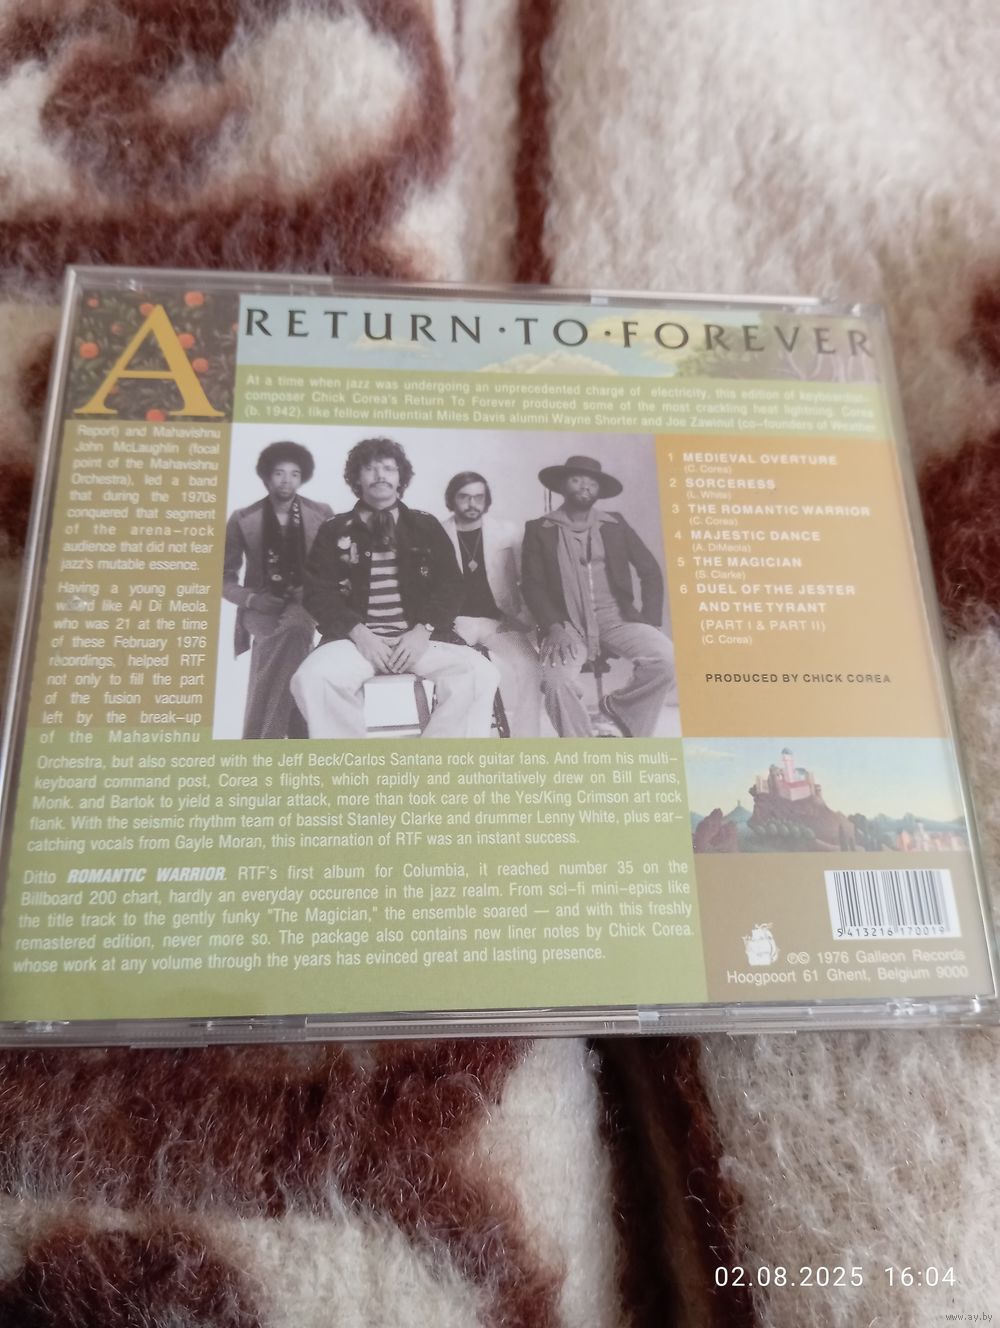 A
RETURN·TO·FOREVER
At a time when jazz was undergoing an unprecedented charge of electricity, this edition of keyboardist-
composer Chick Corea's Return To Forever produced some of the most crackling heat lightning. Corea
(b. 1942). like fellow influential Miles Davis alumni Wayne Shorter and Joe Zawinul (co-founders of Weather
Report) and Mahavishnu
John McLaughlin (focal
point of the Mahavishnu
Orchestra), led a band
that during the 1970s
conquered that segment
of the arena-rock
audience that did not fear
jazz's mutable essence.
Having a young guitar
wizard like Al Di Meola.
who was 21 at the time
of these February 1976
recordings, helped RTF
not only to fill the part
of the fusion vacuum
left by the break-up
of the Mahavishnu
Orchestra, but also scored with the Jeff Beck/Carlos Santana rock guitar fans. And from his multi-
keyboard command post, Corea s flights, which rapidly and authoritatively drew on Bill Evans,
Monk. and Bartok to yield a singular attack, more than took care of the Yes/King Crimson art rock
flank. With the seismic rhythm team of bassist Stanley Clarke and drummer Lenny White, plus ear-
catching vocals from Gayle Moran, this incarnation of RTF was an instant success.
Ditto ROMANTIC WARRIOR. RTF's first album for Columbia, it reached number 35 on the
Billboard 200 chart, hardly an everyday occurence in the jazz realm. From sci-fi mini-epics like
the title track to the gently funky "The Magician," the ensemble soared — and with this freshly
remastered edition, never more so. The package also contains new liner notes by Chick Corea.
whose work at any volume through the years has evinced great and lasting presence.
1 MEDIEVAL OVERTURE
(C. Corea)
2 SORCERESS
(L. White)
3 THE ROMANTIC WARRIOR
(C. Corea)
4 MAJESTIC DANCE
(A. DiMeola)
5 THE MAGICIAN
(S. Clarke)
6 DUEL OF THE JESTER
AND THE TYRANT
(PART I & PART II)
(C. Corea)
PRODUCED BY CHICK COREA
5 413216 170019
℗© 1976 Galleon Records
Hoogpoort 61 Ghent, Belgium 9000
02.08.2025 16:04
www.ay.by